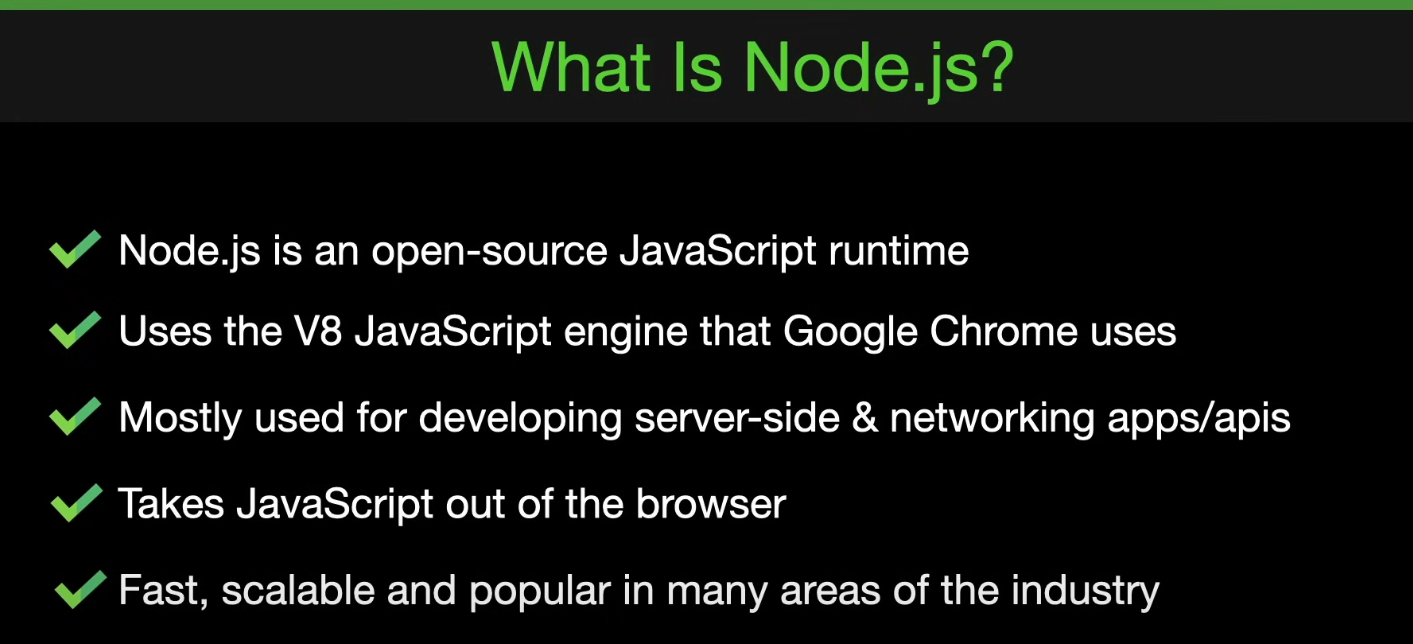 What Is Node.js?
Node.js is an open-source JavaScript runtime
Uses the V8 JavaScript engine that Google Chrome uses
Mostly used for developing server-side & networking apps/apis
Takes JavaScript out of the browser
Fast, scalable and popular in many areas of the industry